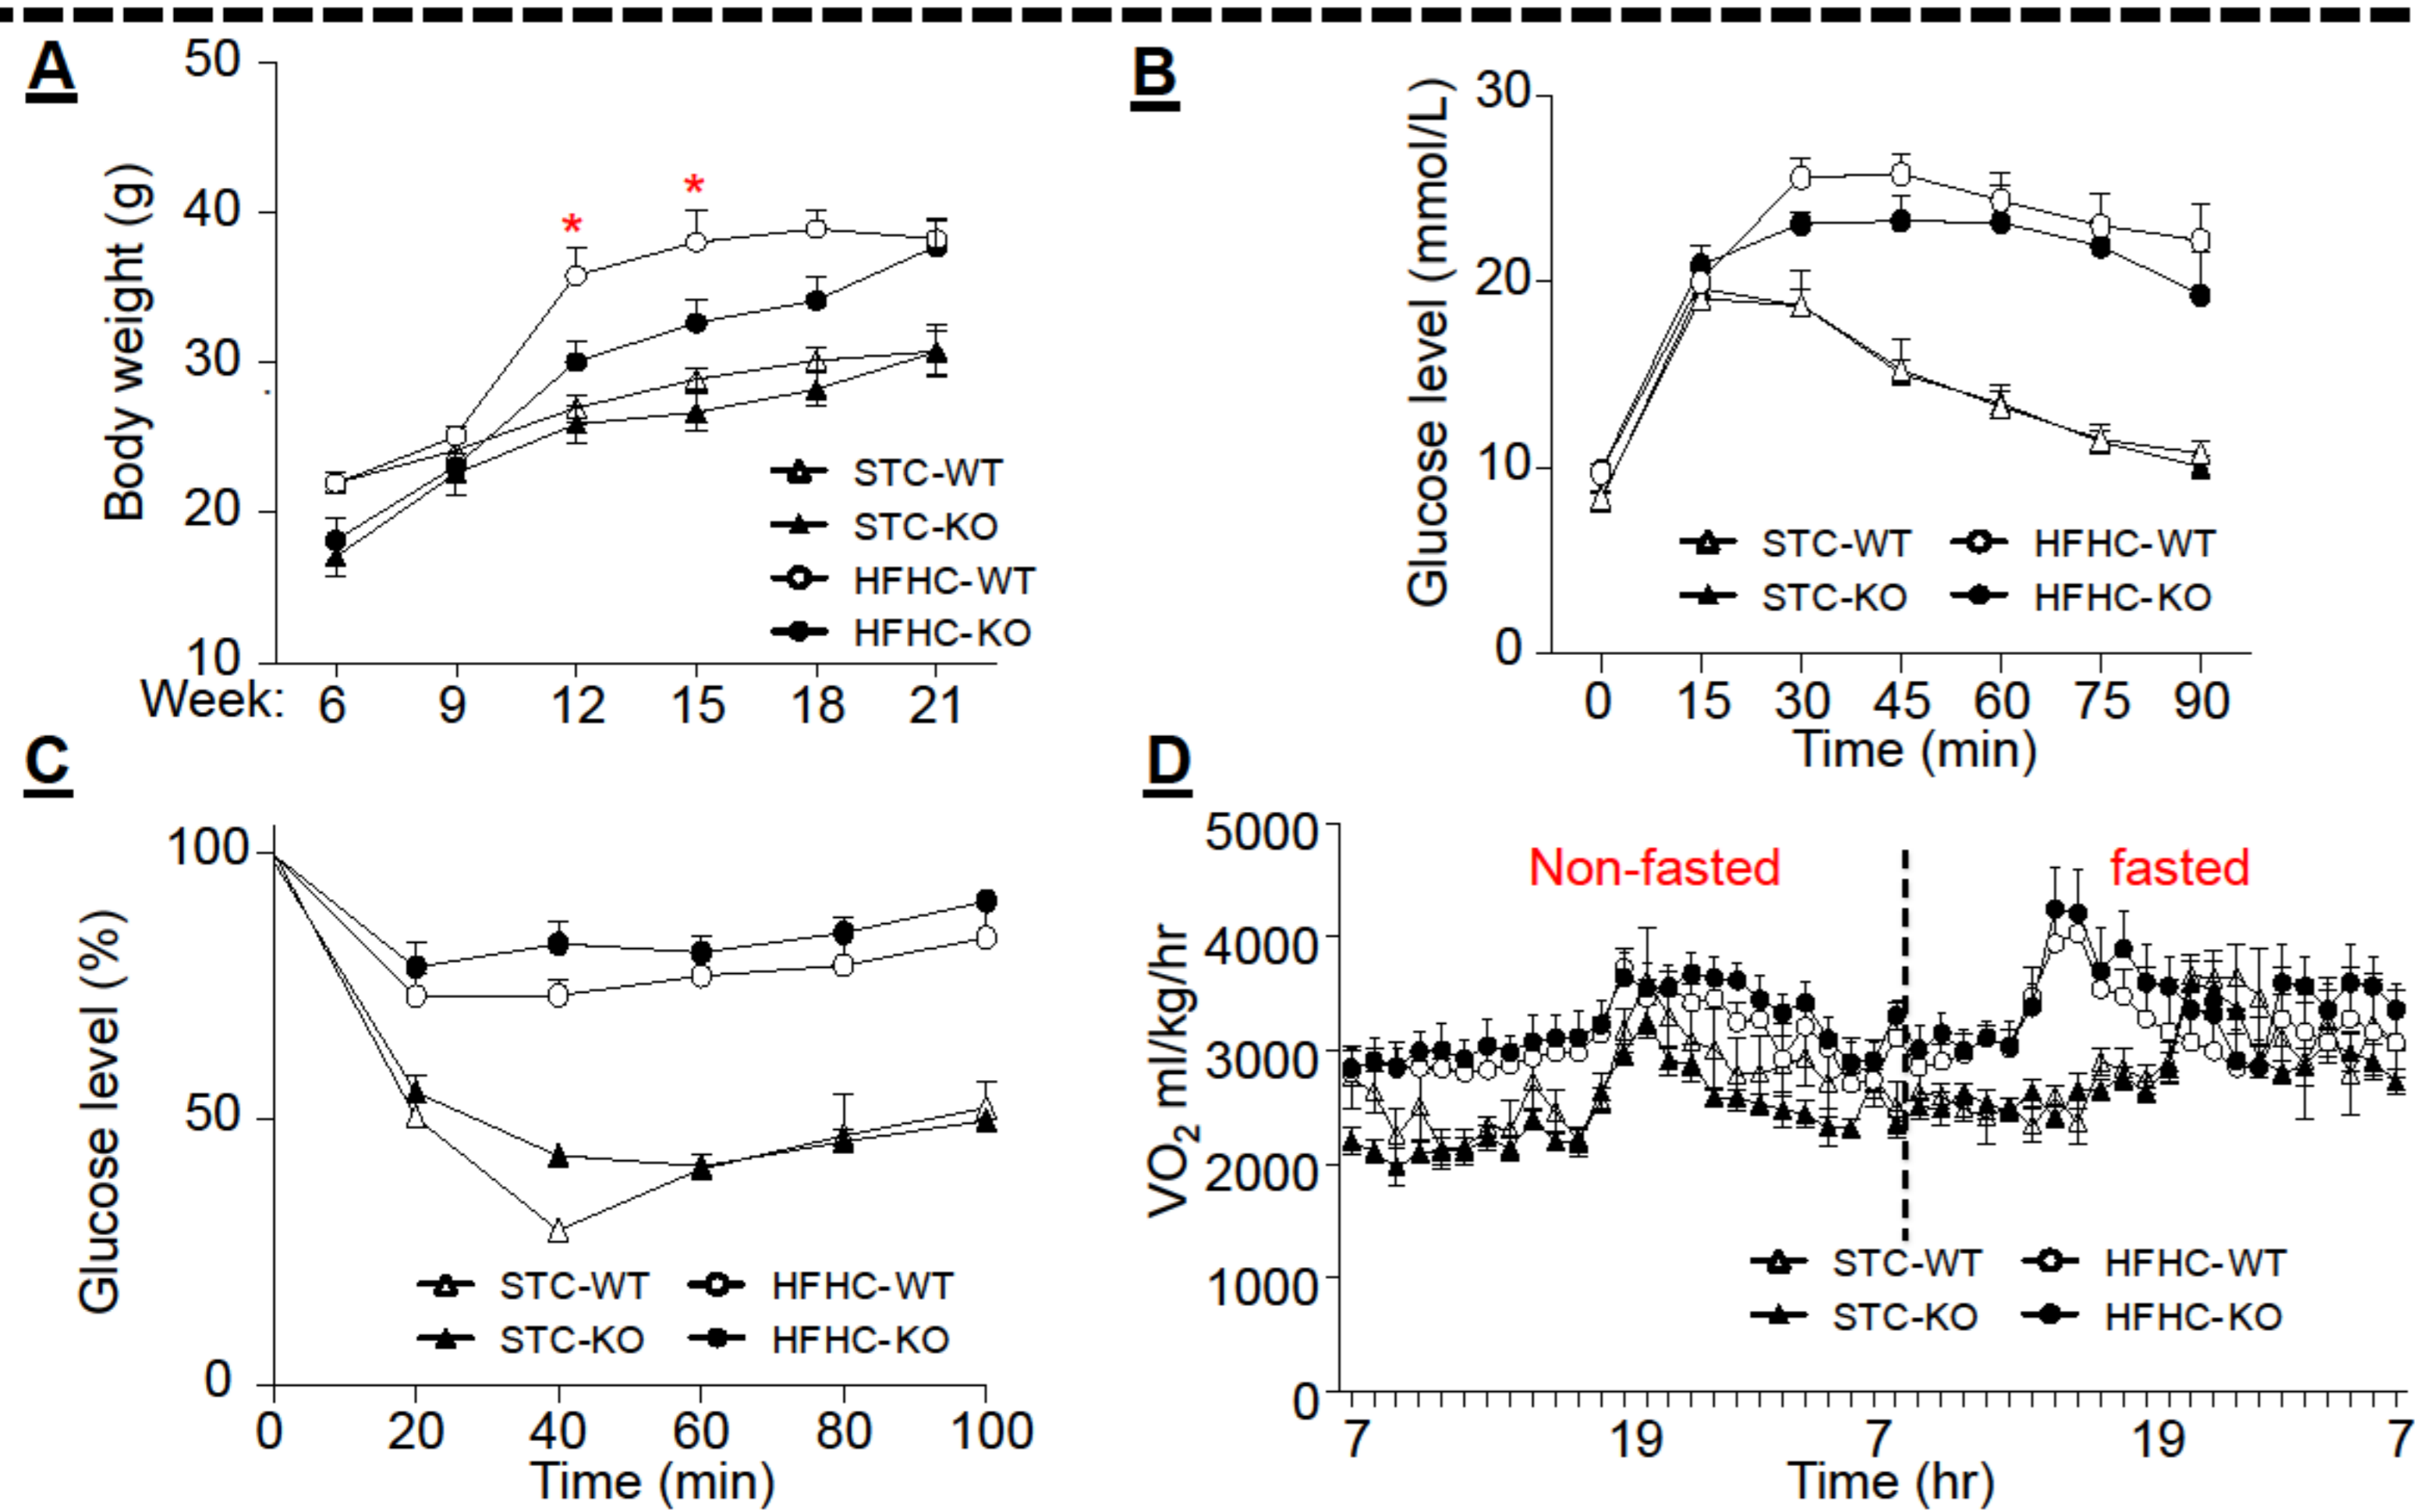 A
Body weight (g)
50
40
30
20
10
Week: 6 9 12 15 18 21
*
*
STC-WT
STC-KO
HFHC-WT
HFHC-KO
B
Glucose level (mmol/L)
30
20
10
0
0 15 30 45 60 75 90
Time (min)
STC-WT HFHC-WT
STC-KO HFHC-KO
C
Glucose level (%)
100
50
0
0 20 40 60 80 100
Time (min)
STC-WT HFHC-WT
STC-KO HFHC-KO
D
VO2 ml/kg/hr
5000
4000
3000
2000
1000
0
Non-fasted fasted
STC-WT HFHC-WT
STC-KO HFHC-KO
7 19 7 19 7
Time (hr)